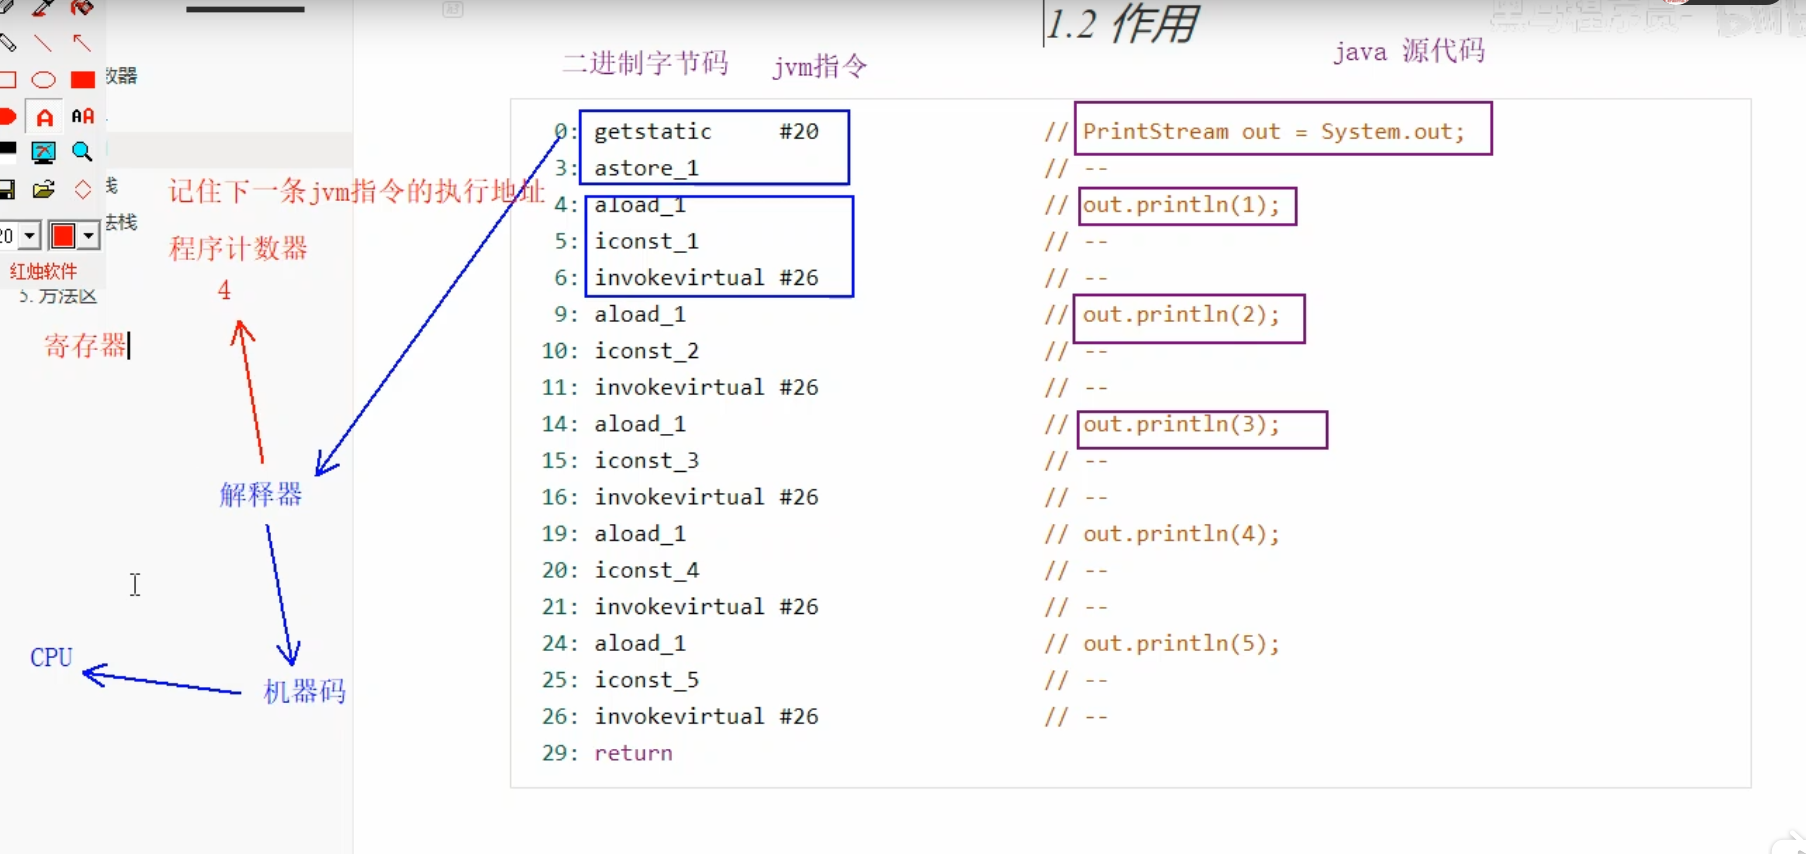 1.2 作用
二进制字节码 jvm指令 java 源代码
0: getstatic #20 // PrintStream out = System.out;
3: astore_1 // --
4: aload_1 // out.println(1);
5: iconst_1 // --
6: invokevirtual #26 // --
9: aload_1 // out.println(2);
10: iconst_2 // --
11: invokevirtual #26 // --
14: aload_1 // out.println(3);
15: iconst_3 // --
16: invokevirtual #26 // --
19: aload_1 // out.println(4);
20: iconst_4 // --
21: invokevirtual #26 // --
24: aload_1 // out.println(5);
25: iconst_5 // --
26: invokevirtual #26 // --
29: return
数器
栈
法栈
20
红烛软件
5. 方法区
记住下一条jvm指令的执行地址
程序计数器
4
寄存器
解释器
CPU
机器码
h3
A
AA